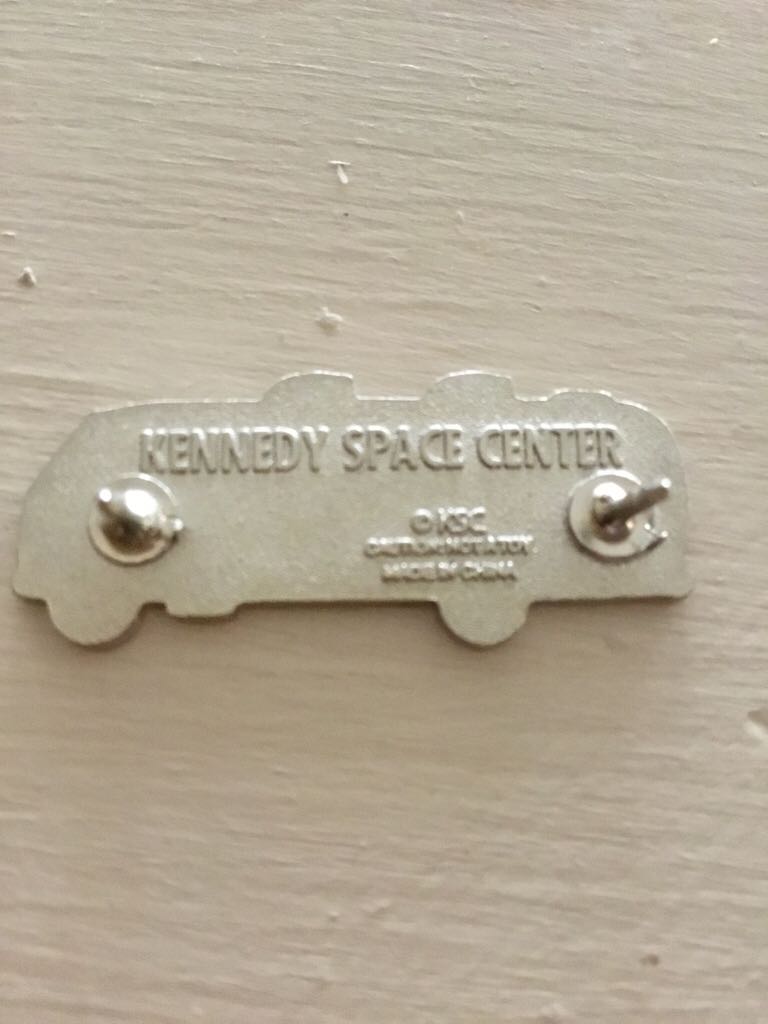 KENNEDY SPACE CENTER
© KSC
CAUTION: NOT A TOY.
MADE IN CHINA